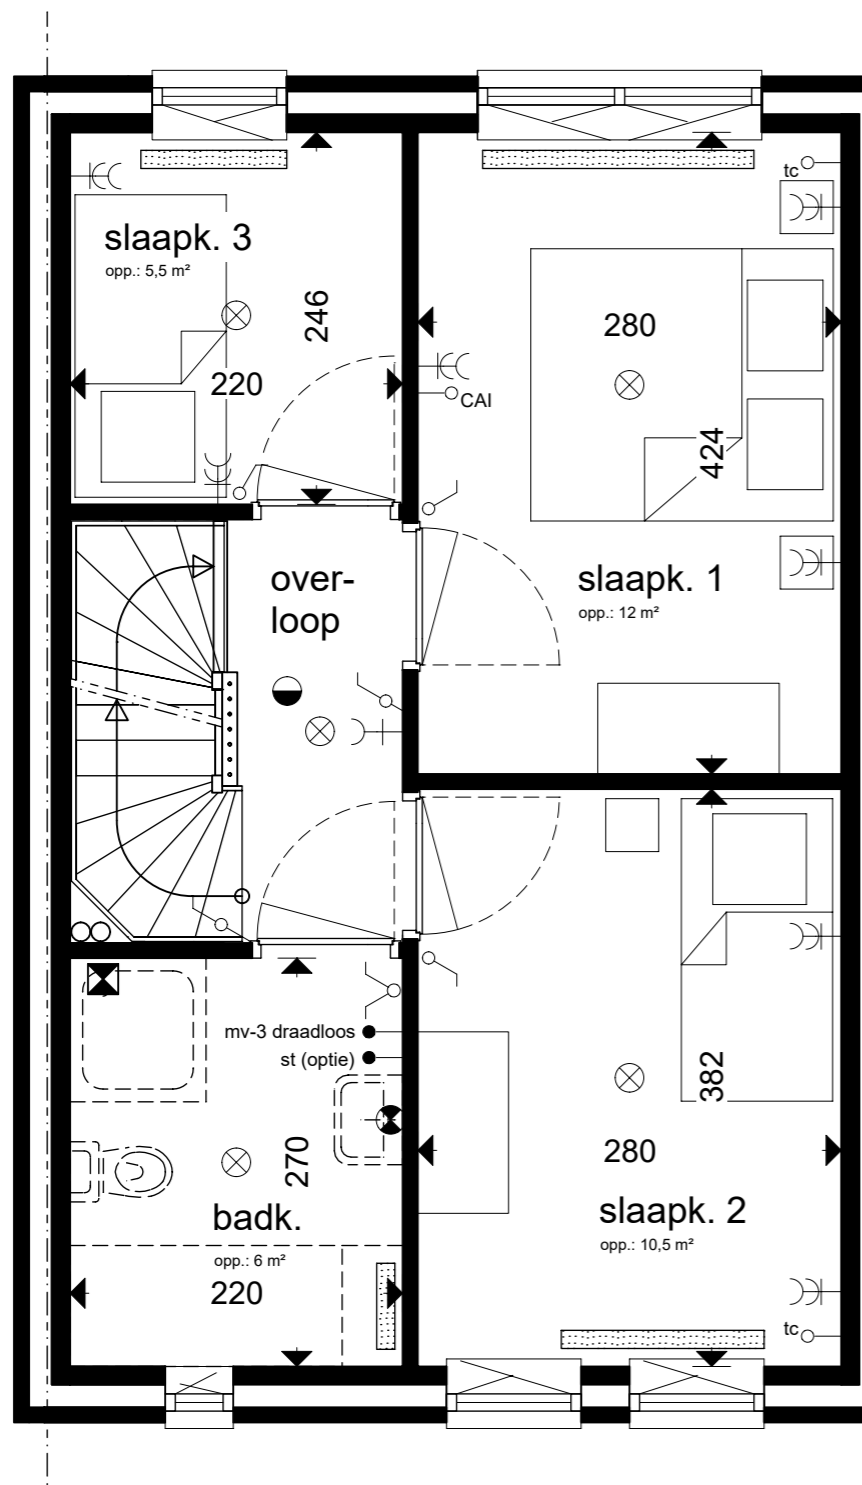 tc
slaapk. 3
opp.: 5,5 m²
246
220
280
CAI
424
slaapk. 1
opp.: 12 m²
over-
loop
mv-3 draadloos
st (optie)
382
270
280
badk.
opp.: 6 m²
220
slaapk. 2
opp.: 10,5 m²
tc